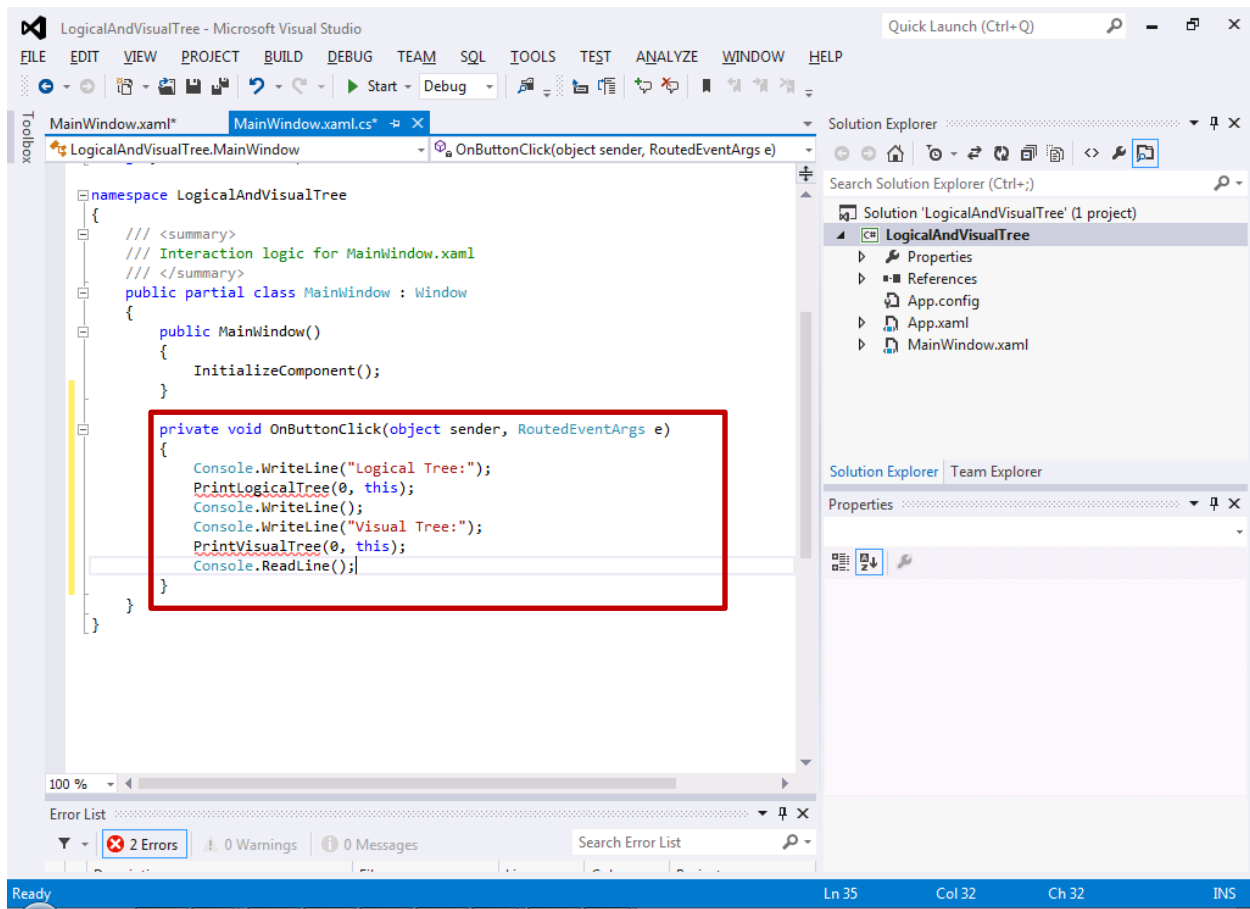 LogicalAndVisualTree - Microsoft Visual Studio
Quick Launch (Ctrl+Q)
FILE EDIT VIEW PROJECT BUILD DEBUG TEAM SQL TOOLS TEST ANALYZE WINDOW HELP
Start Debug
Toolbox
MainWindow.xaml* MainWindow.xaml.cs*
LogicalAndVisualTree.MainWindow OnButtonClick(object sender, RoutedEventArgs e)
namespace LogicalAndVisualTree
{
/// <summary>
/// Interaction logic for MainWindow.xaml
/// </summary>
public partial class MainWindow : Window
{
public MainWindow()
{
InitializeComponent();
}
private void OnButtonClick(object sender, RoutedEventArgs e)
{
Console.WriteLine("Logical Tree:");
PrintLogicalTree(0, this);
Console.WriteLine();
Console.WriteLine("Visual Tree:");
PrintVisualTree(0, this);
Console.ReadLine();
}
}
}
100 %
Error List
2 Errors 0 Warnings 0 Messages Search Error List
Solution Explorer
Search Solution Explorer (Ctrl+;)
Solution 'LogicalAndVisualTree' (1 project)
C# LogicalAndVisualTree
Properties
References
App.config
App.xaml
MainWindow.xaml
Solution Explorer Team Explorer
Properties
Ready Ln 35 Col 32 Ch 32 INS